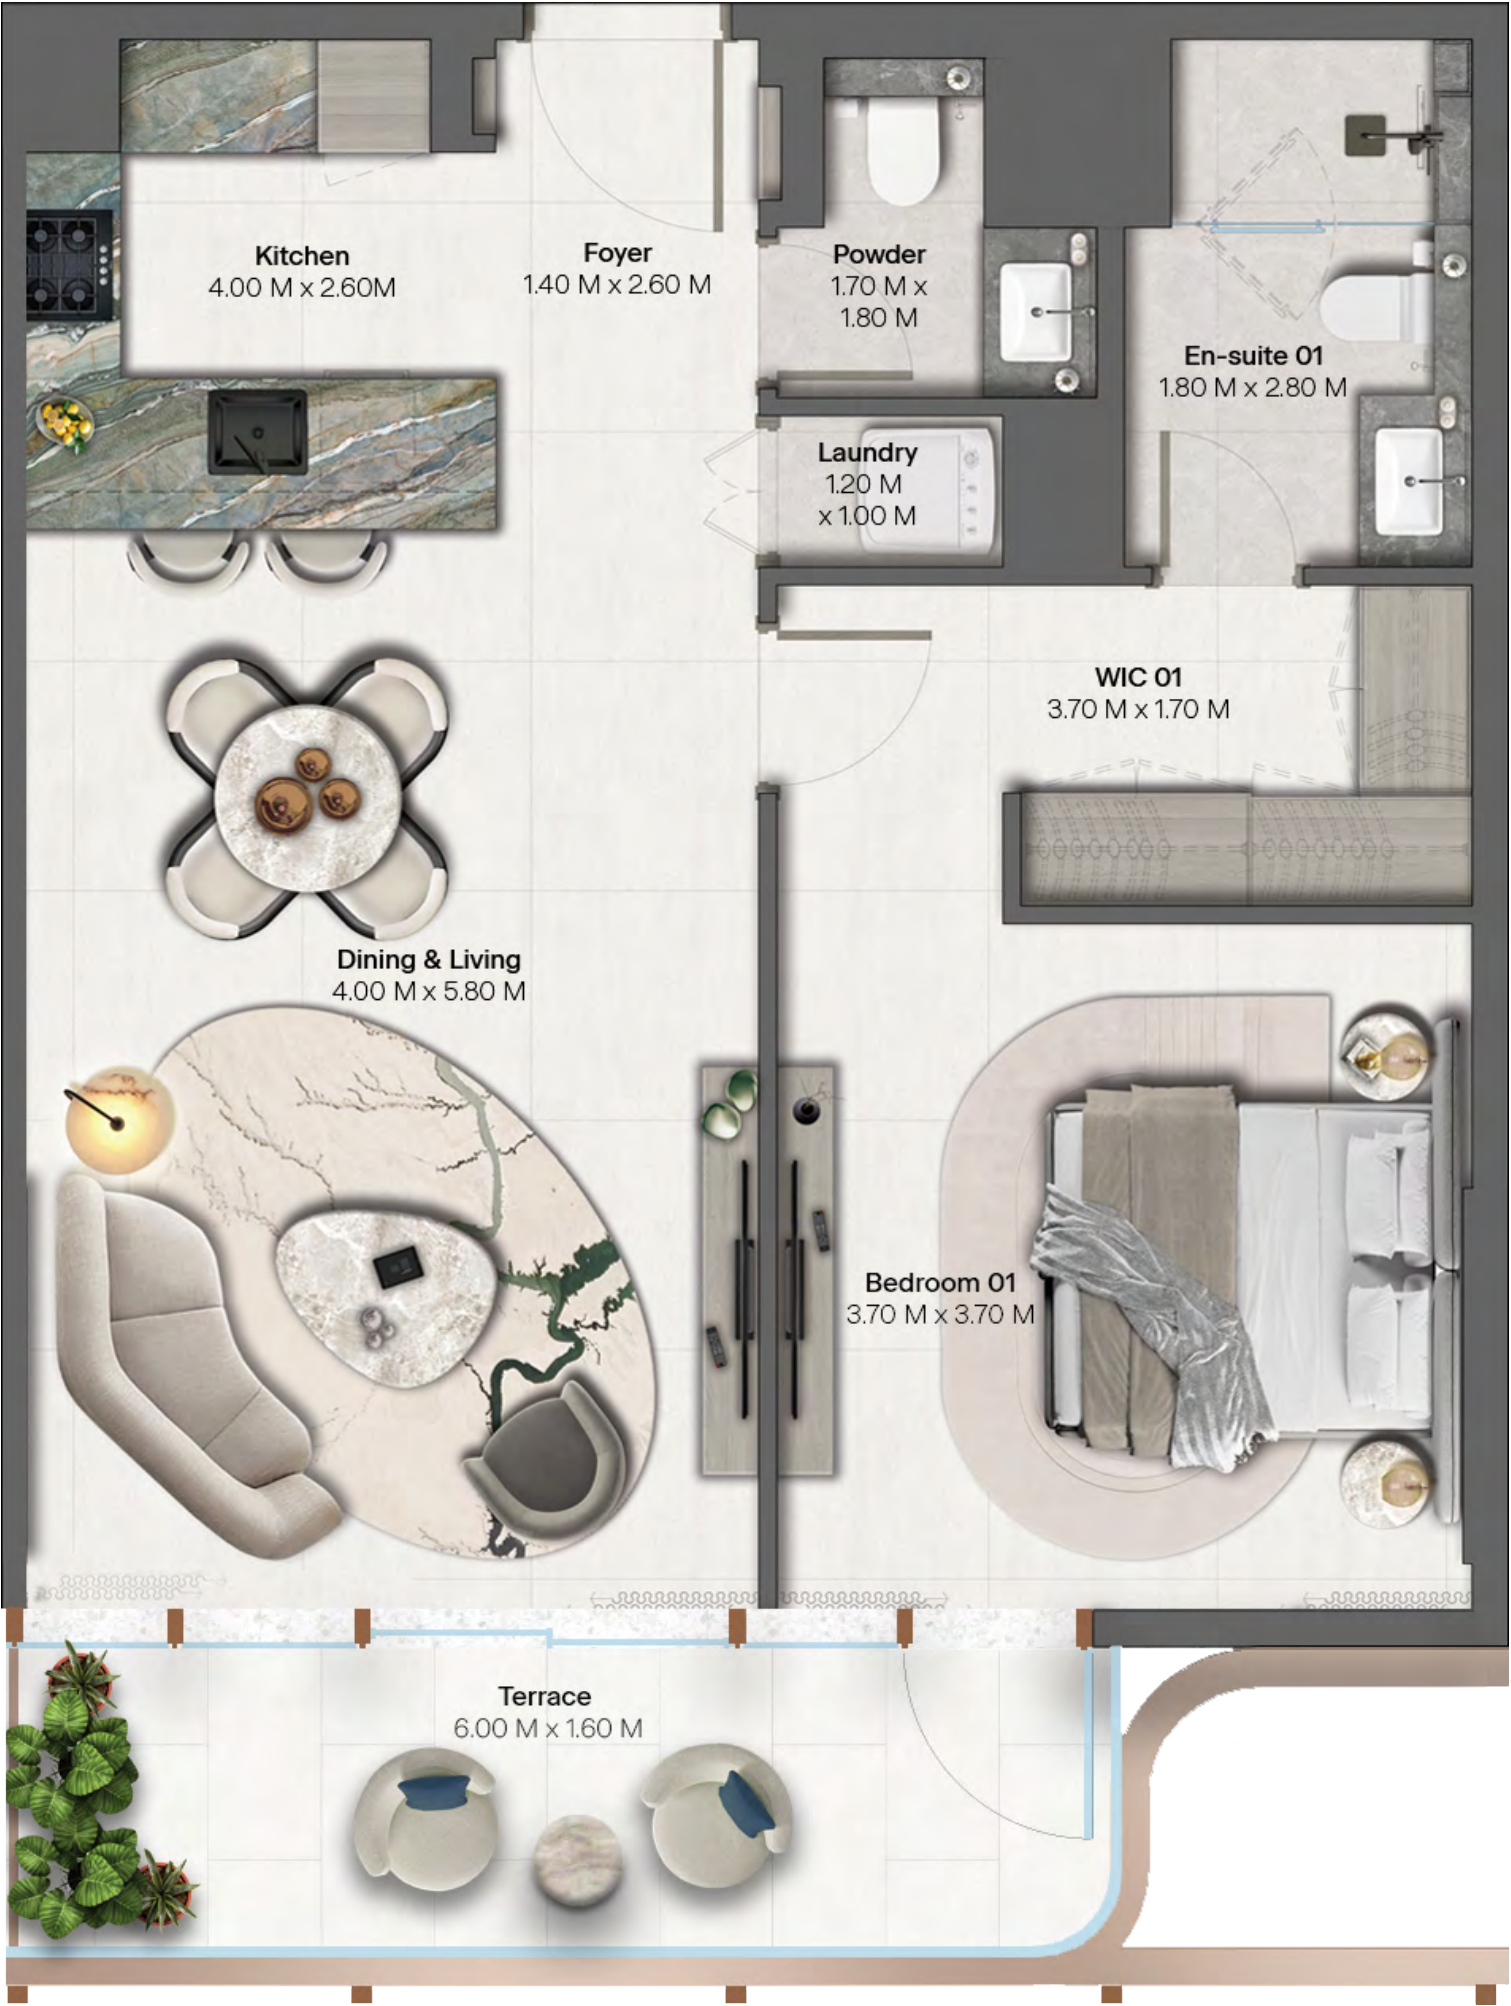 Kitchen
4.00 M x 2.60M
Foyer
1.40 M x 2.60 M
Powder
1.70 M x
1.80 M
En-suite 01
1.80 M x 2.80 M
Laundry
1.20 M
x 1.00 M
WIC 01
3.70 M x 1.70 M
Dining & Living
4.00 M x 5.80 M
Bedroom 01
3.70 M x 3.70 M
Terrace
6.00 M x 1.60 M